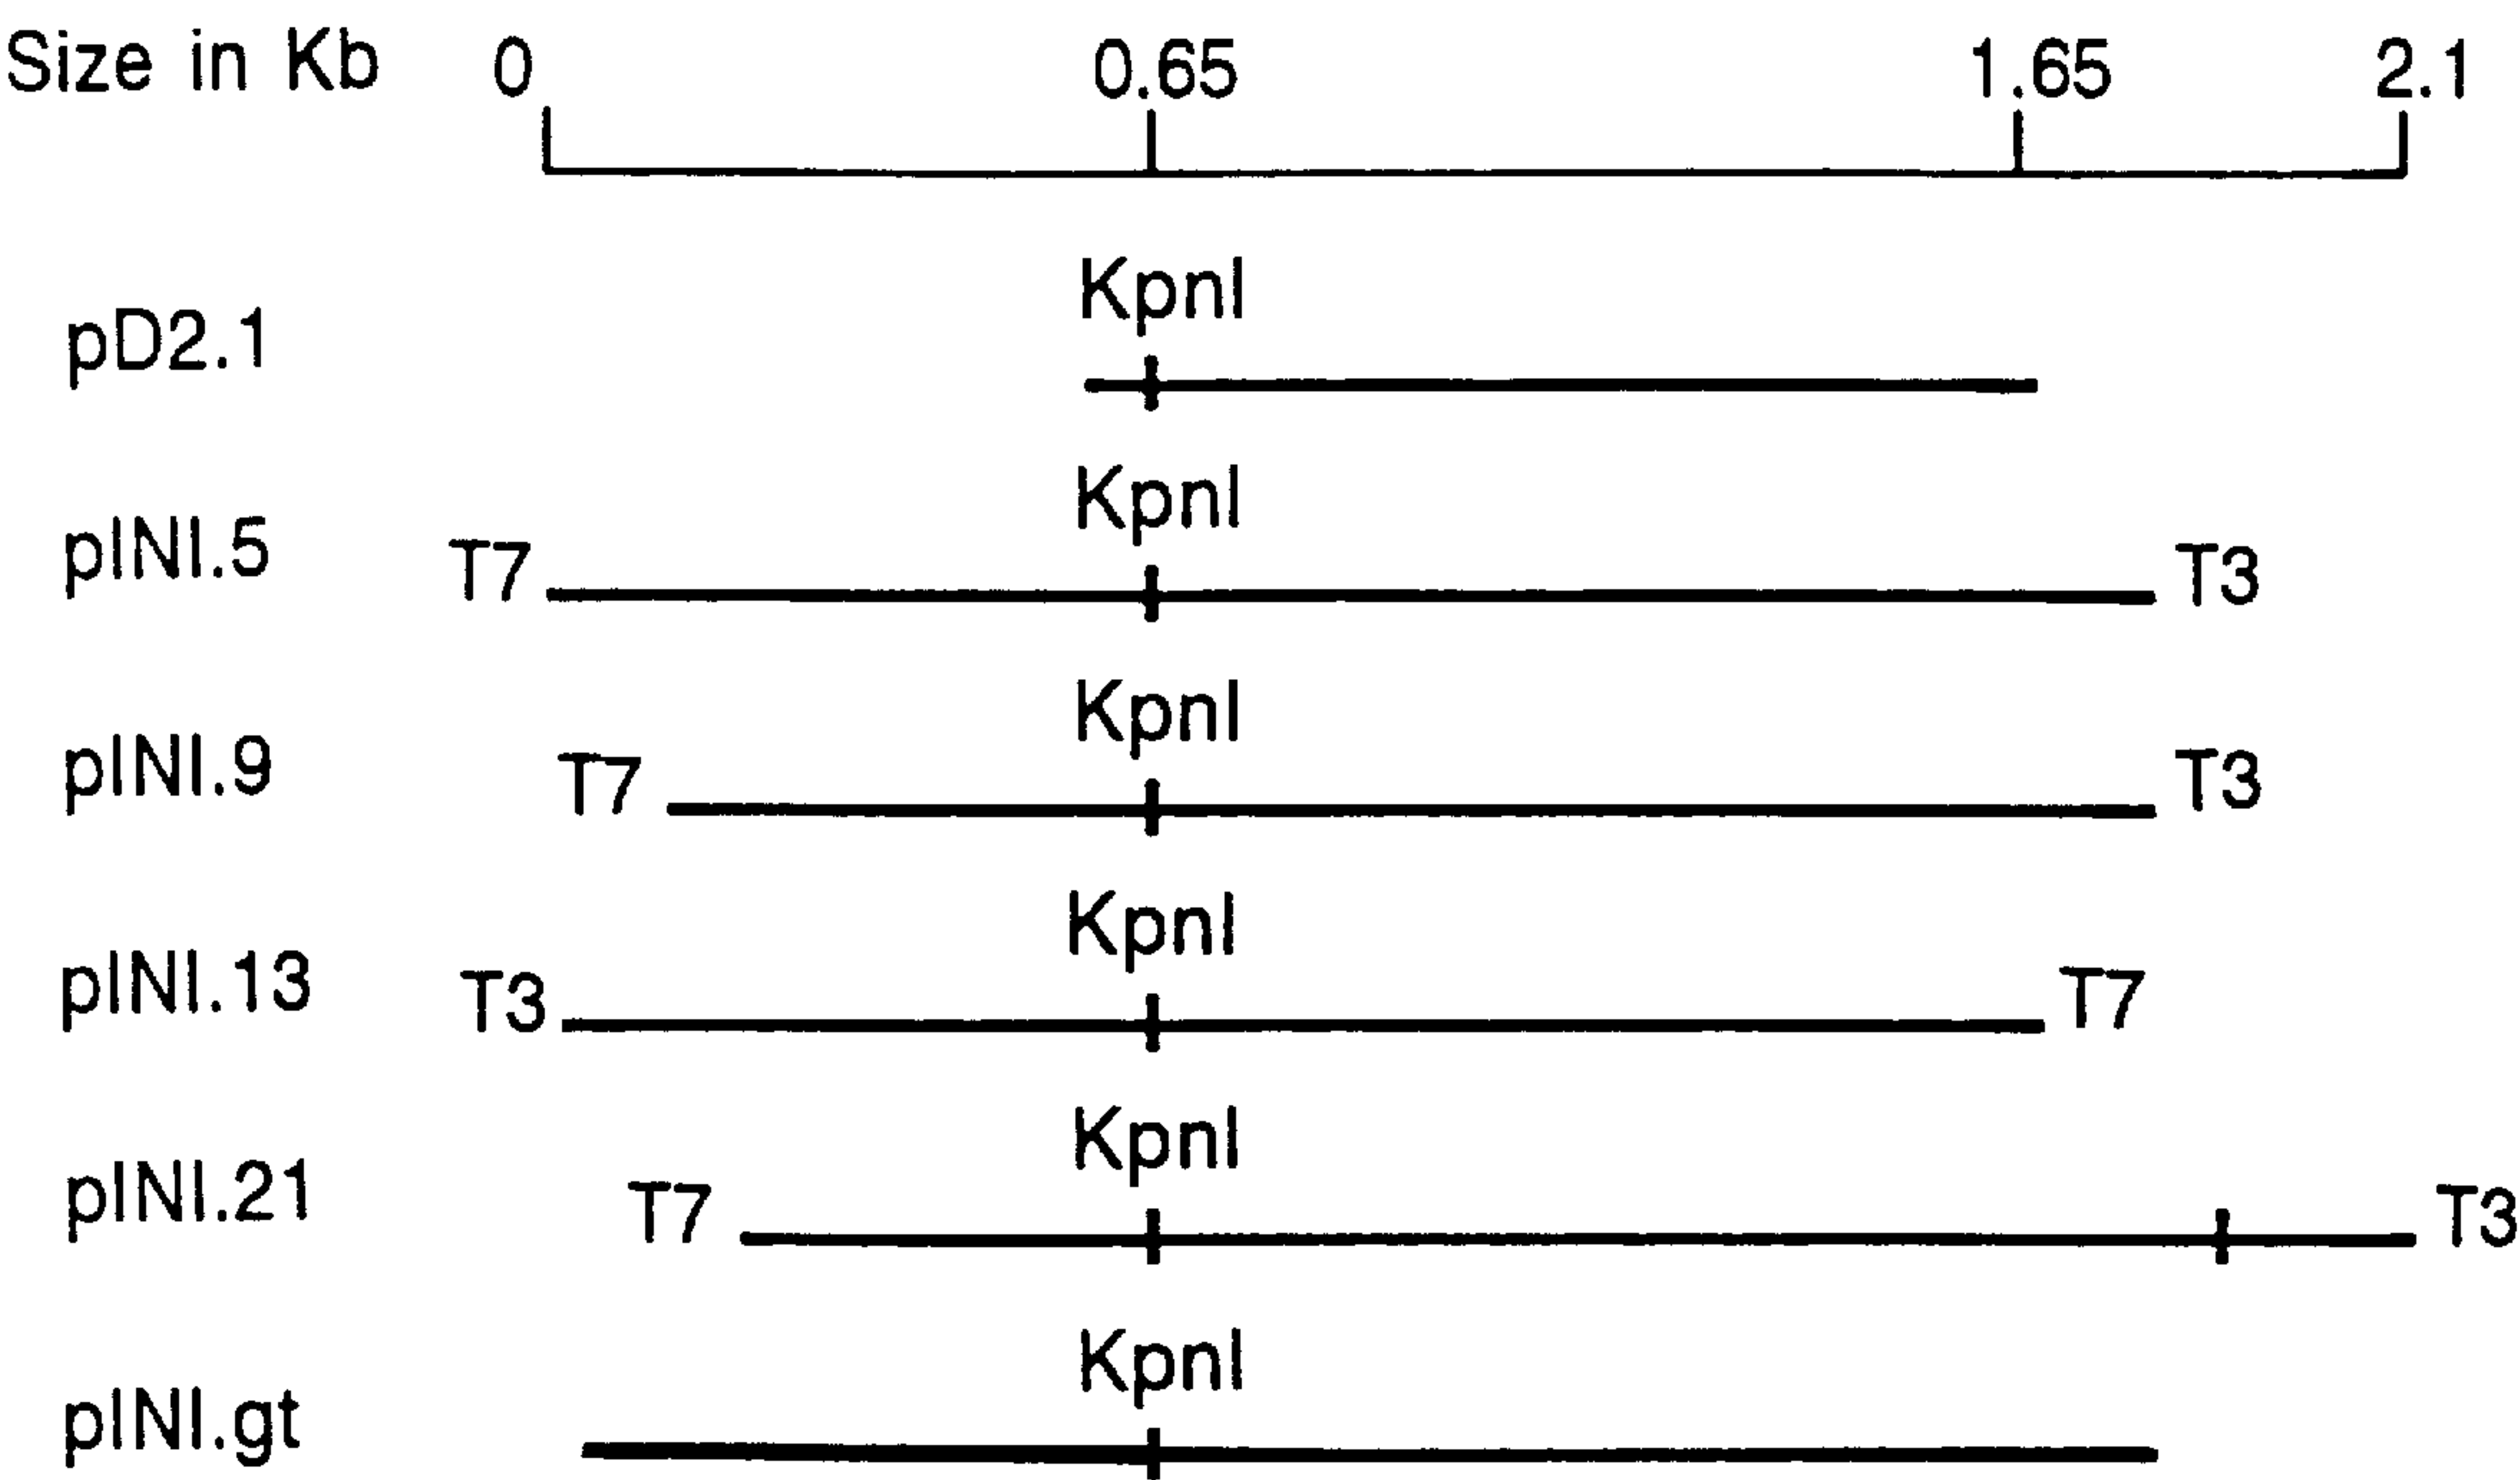 Size in Kb 0 0.65 1.65 2.1
KpnI
pD2.1
KpnI
pINI.5 T7 T3
KpnI
pINI.9 T7 T3
KpnI
pINI.13 T3 T7
KpnI
pINI.21 T7 T3
KpnI
pINI.gt